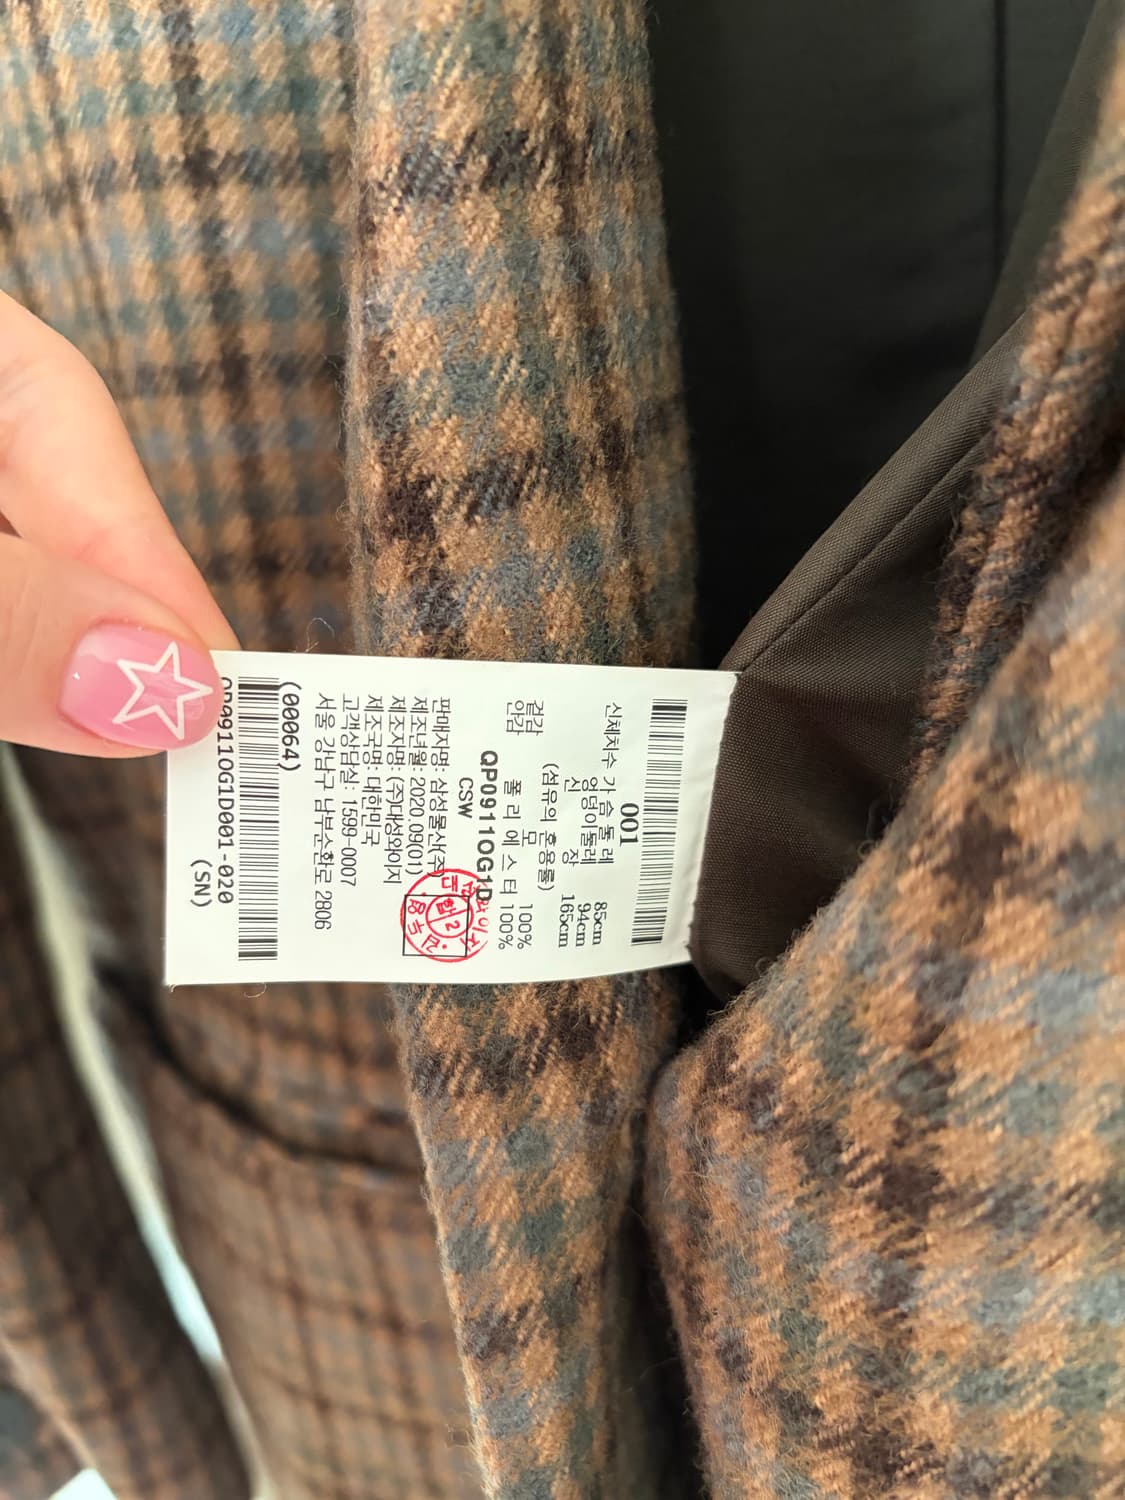 001
신체치수 가슴둘레 85cm
엉덩이둘레 94cm
신 장 165cm
(섬유의 혼용률)
겉감 모 100%
안감 폴리에스터 100%
QP0911OG1D
CSW
판매자명: 삼성물산(주)
제조년월: 2020.09(01)
제조자명: (주)대성와이지
제조국명: 대한민국
고객상담실: 1599-0007
서울 강남구 남부순환로 2806
(00064)
QP0911OG1D001-020
(SN)